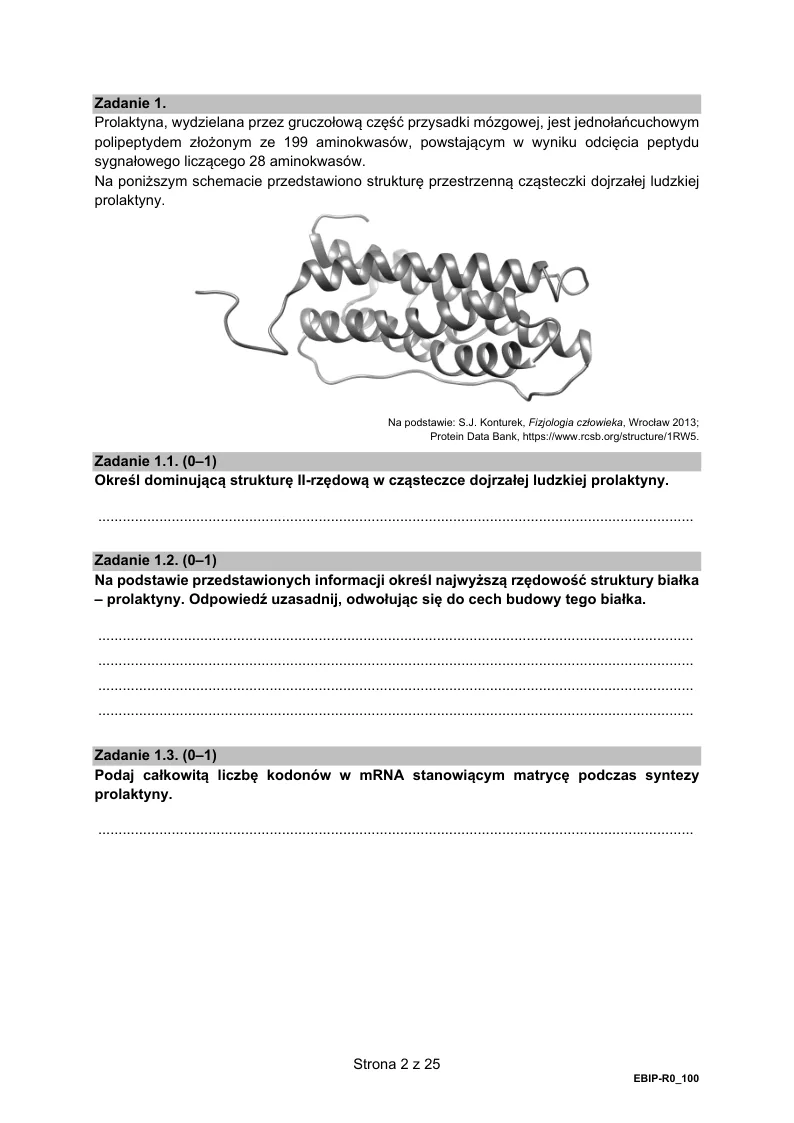 Zadanie 1.
Prolaktyna, wydzielana przez gruczołową część przysadki mózgowej, jest jednołańcuchowym
polipeptydem złożonym ze 199 aminokwasów, powstającym w wyniku odcięcia peptydu
sygnałowego liczącego 28 aminokwasów.
Na poniższym schemacie przedstawiono strukturę przestrzenną cząsteczki dojrzałej ludzkiej
prolaktyny.
Na podstawie: S.J. Konturek, Fizjologia człowieka, Wrocław 2013;
Protein Data Bank, https://www.rcsb.org/structure/1RW5.
Zadanie 1.1. (0–1)
Określ dominującą strukturę II-rzędową w cząsteczce dojrzałej ludzkiej prolaktyny.
Zadanie 1.2. (0–1)
Na podstawie przedstawionych informacji określ najwyższą rzędowość struktury białka
– prolaktyny. Odpowiedź uzasadnij, odwołując się do cech budowy tego białka.
Zadanie 1.3. (0–1)
Podaj całkowitą liczbę kodonów w mRNA stanowiącym matrycę podczas syntezy
prolaktyny.
Strona 2 z 25
EBIP-R0_100